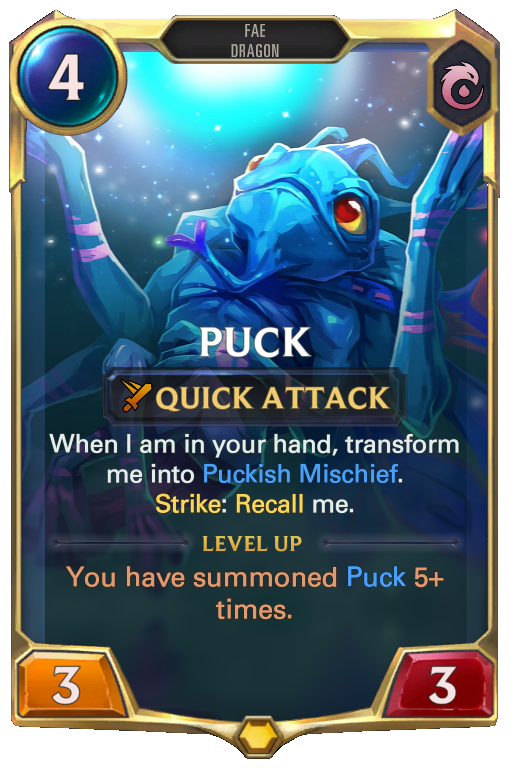 4
FAE
DRAGON
PUCK
QUICK ATTACK
When I am in your hand, transform
me into Puckish Mischief.
Strike: Recall me.
LEVEL UP
You have summoned Puck 5+
times.
3
3